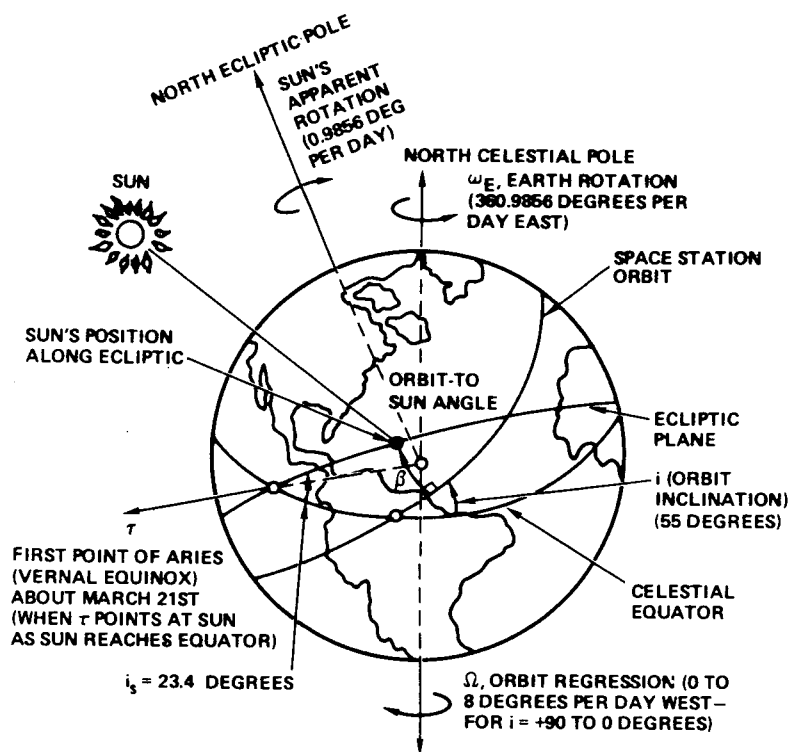 NORTH ECLIPTIC POLE
SUN'S
APPARENT
ROTATION
(0.9856 DEG
PER DAY)
NORTH CELESTIAL POLE
ωE, EARTH ROTATION
(360.9856 DEGREES PER
DAY EAST)
SUN
SPACE STATION
ORBIT
SUN'S POSITION
ALONG ECLIPTIC
ORBIT-TO
SUN ANGLE
ECLIPTIC
PLANE
β
i (ORBIT
INCLINATION)
(55 DEGREES)
τ
FIRST POINT OF ARIES
(VERNAL EQUINOX)
ABOUT MARCH 21ST
(WHEN τ POINTS AT SUN
AS SUN REACHES EQUATOR)
CELESTIAL
EQUATOR
is = 23.4 DEGREES
Ω, ORBIT REGRESSION (0 TO
8 DEGREES PER DAY WEST—
FOR i = +90 TO 0 DEGREES)